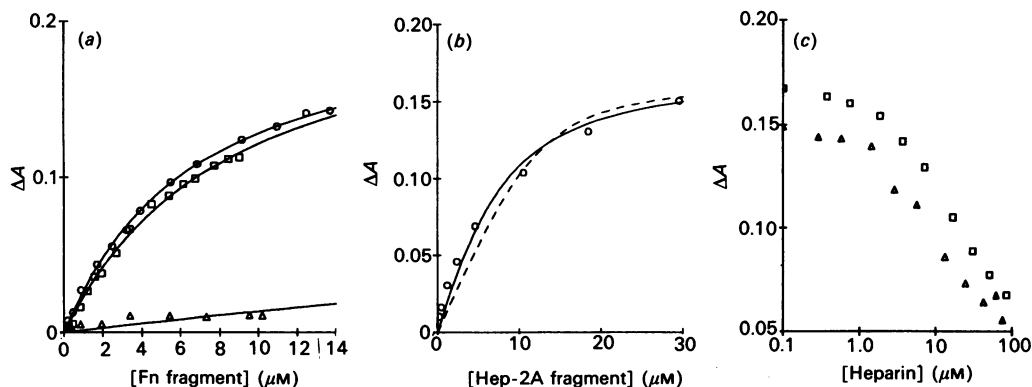 (a)
0.2
0.1
0
ΔA
0 2 4 6 8 10 12 14
[Fn fragment] (μM)
(b)
0.20
0.15
0.10
0.05
0
ΔA
0 10 20 30
[Hep-2A fragment] (μM)
(c)
0.20
0.15
0.10
0.05
ΔA
0.1 1.0 10 100
[Heparin] (μM)